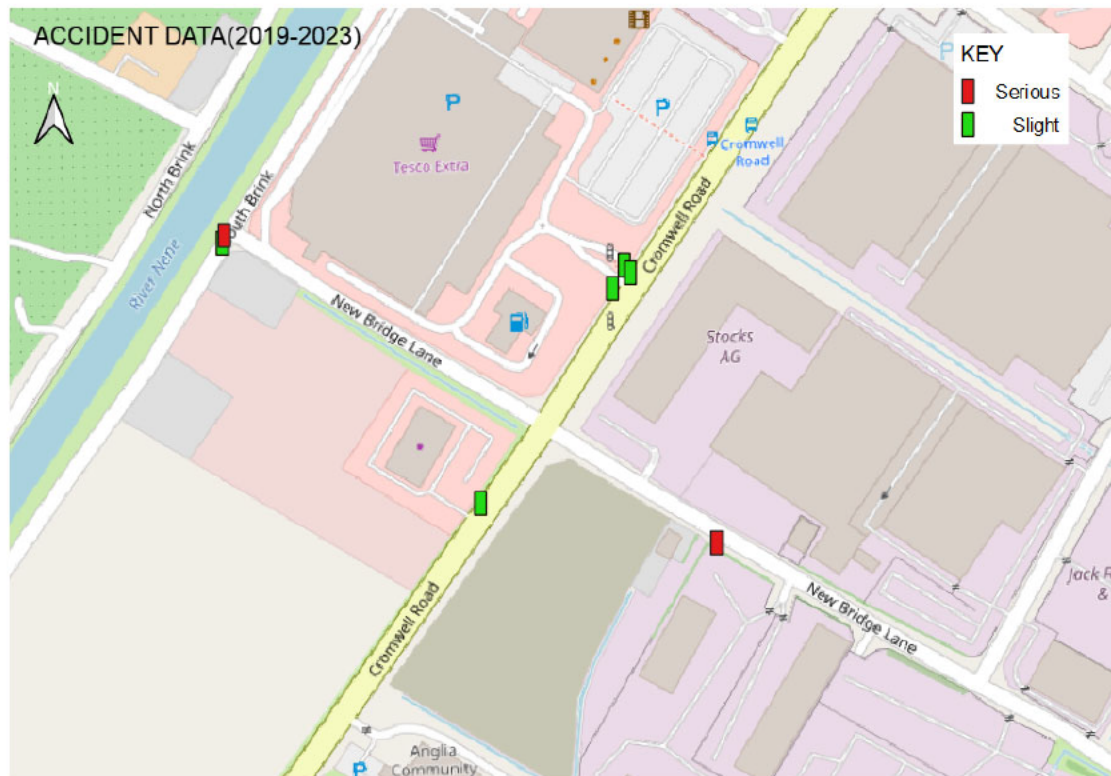 ACCIDENT DATA(2019-2023)
KEY
Serious
Slight
N
P
P
P
P
Tesco Extra
Cromwell
Road
North Brink
South Brink
River Nene
Cromwell Road
New Bridge Lane
Stocks
AG
Cromwell Road
New Bridge Lane
Jack
&
Anglia
Community